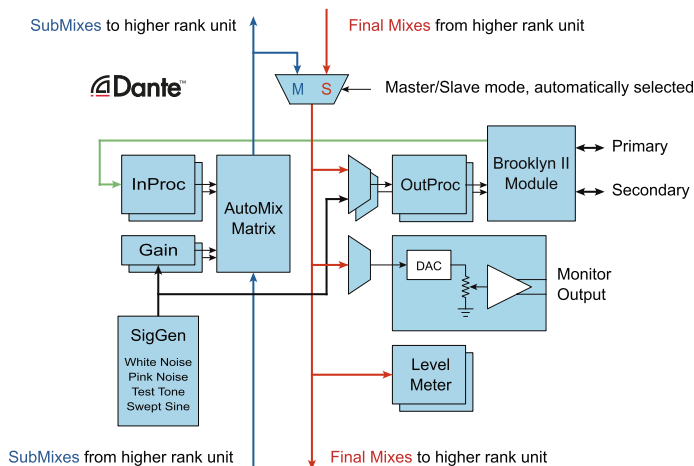 SubMixes to higher rank unit
Final Mixes from higher rank unit
Dante™
M S
Master/Slave mode, automatically selected
InProc
AutoMix
Matrix
OutProc
Brooklyn II
Module
Primary
Secondary
Gain
DAC
Monitor
Output
SigGen
White Noise
Pink Noise
Test Tone
Swept Sine
Level
Meter
SubMixes from higher rank unit
Final Mixes to higher rank unit